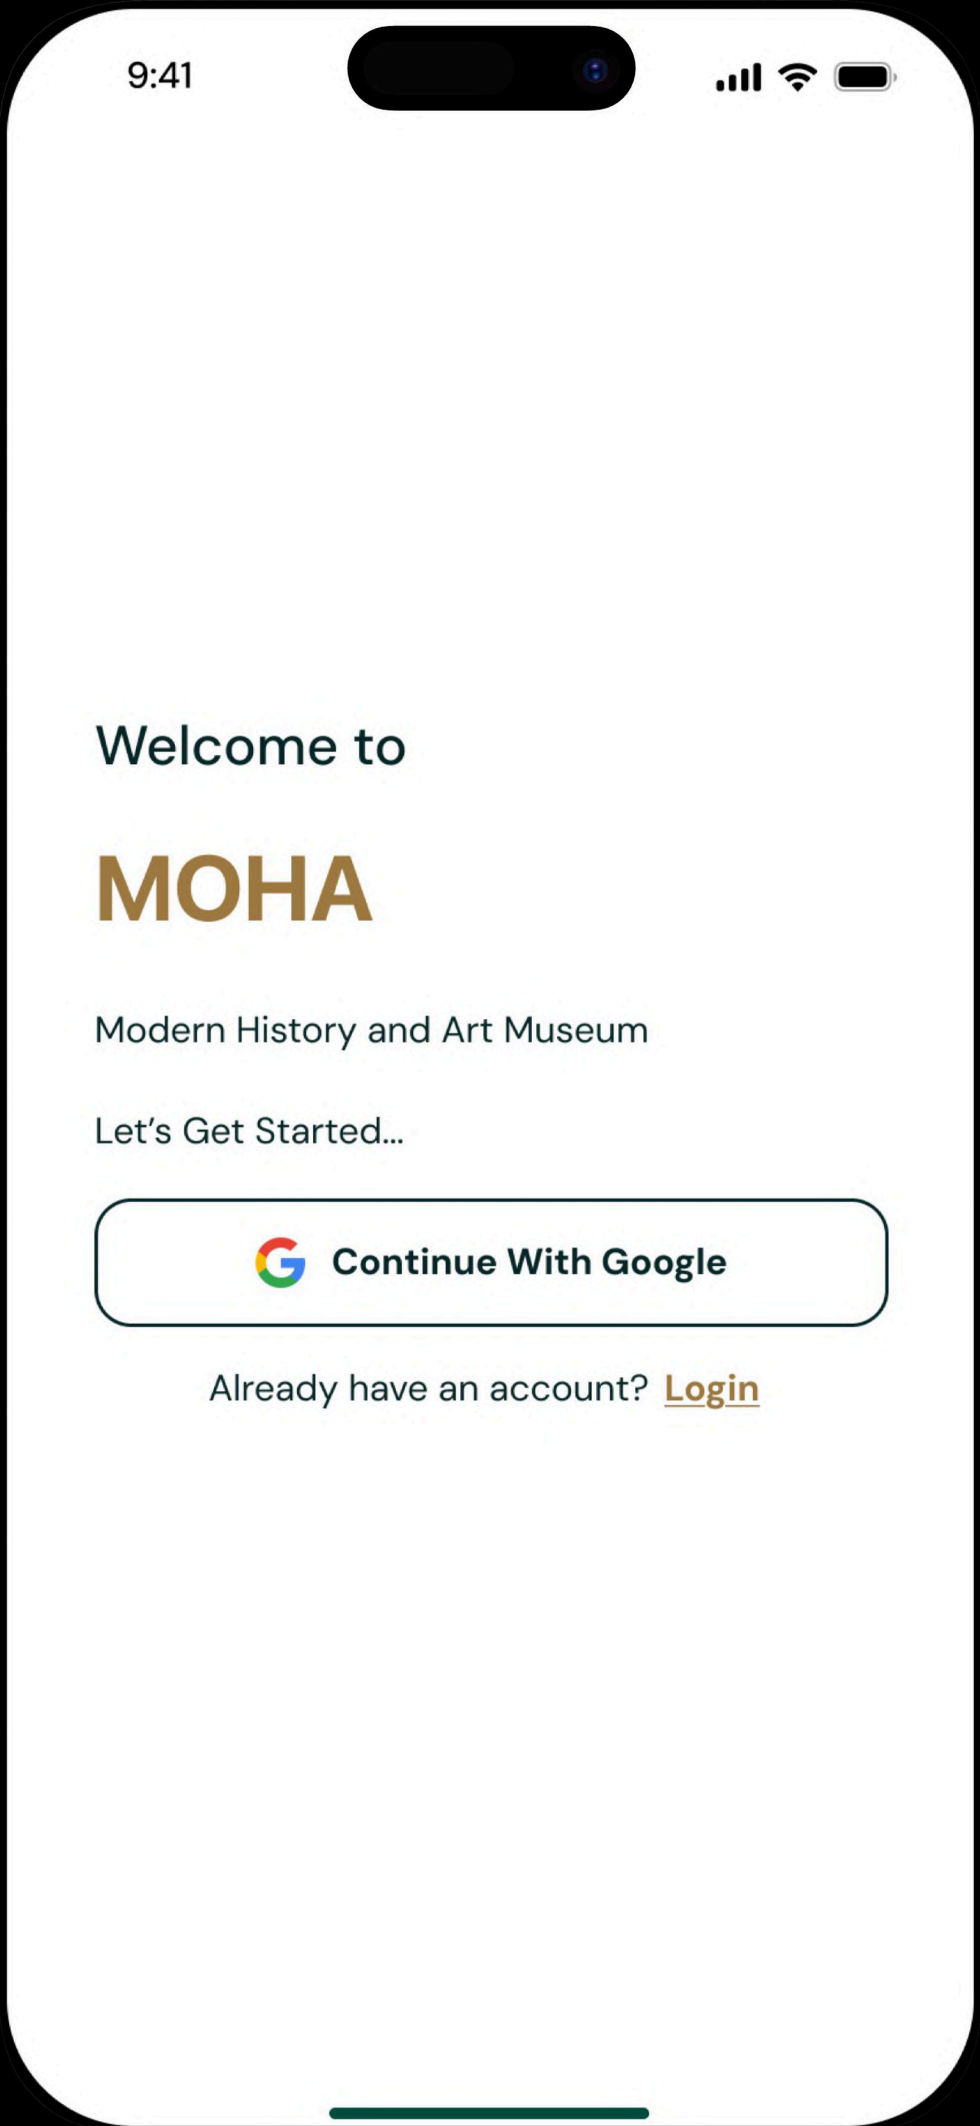 9:41
Welcome to
MOHA
Modern History and Art Museum
Let’s Get Started...
Continue With Google
Already have an account? Login